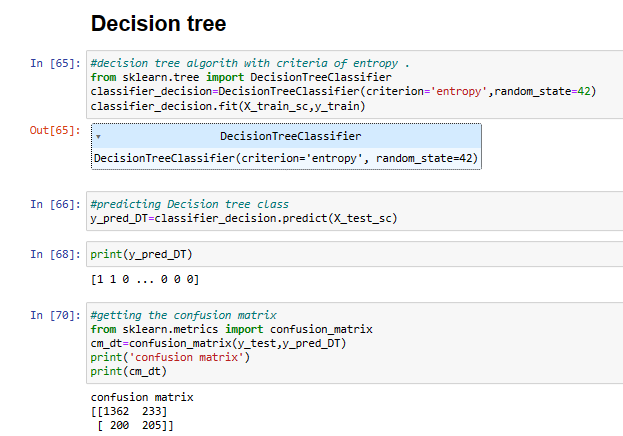 Decision tree
In [65]: #decision tree algorith with criteria of entropy .
from sklearn.tree import DecisionTreeClassifier
classifier_decision=DecisionTreeClassifier(criterion='entropy',random_state=42)
classifier_decision.fit(X_train_sc,y_train)
Out[65]: ▾ DecisionTreeClassifier
DecisionTreeClassifier(criterion='entropy', random_state=42)
In [66]: #predicting Decision tree class
y_pred_DT=classifier_decision.predict(X_test_sc)
In [68]: print(y_pred_DT)
[1 1 0 ... 0 0 0]
In [70]: #getting the confusion matrix
from sklearn.metrics import confusion_matrix
cm_dt=confusion_matrix(y_test,y_pred_DT)
print('confusion matrix')
print(cm_dt)
confusion matrix
[[1362  233]
 [ 200  205]]